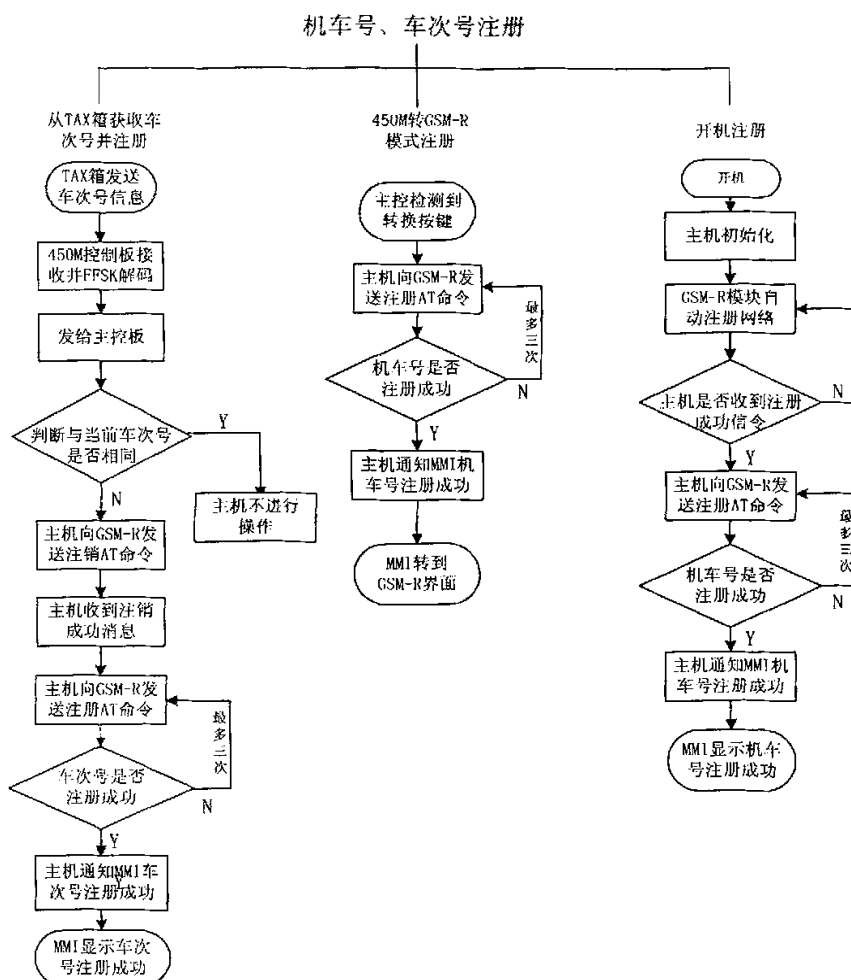 机车号、车次号注册
从TAX箱获取车
次号并注册
TAX箱发送
车次号信息
450M控制板接
收并FFSK解码
发给主控板
判断与当前车次号
是否相同
Y
N
主机不进行
操作
主机向GSM-R发
送注销AT命令
主机收到注销
成功消息
主机向GSM-R发
送注册AT命令
最多三次
车次号是否
注册成功
N
Y
主机通知MMI车
次号注册成功
Y
MMI显示车次
号注册成功
450M转GSM-R
模式注册
主控检测到
转换按键
主机向GSM-R发
送注册AT命令
最多三次
机车号是否
注册成功
N
Y
主机通知MMI机
车号注册成功
MMI转到
GSM-R界面
开机注册
开机
主机初始化
GSM-R模块自
动注册网络
主机是否收到注册
成功信令
N
Y
主机向GSM-R发
送注册AT命令
最多三次
机车号是否
注册成功
N
Y
主机通知MMI机
车号注册成功
MMI显示机车
号注册成功